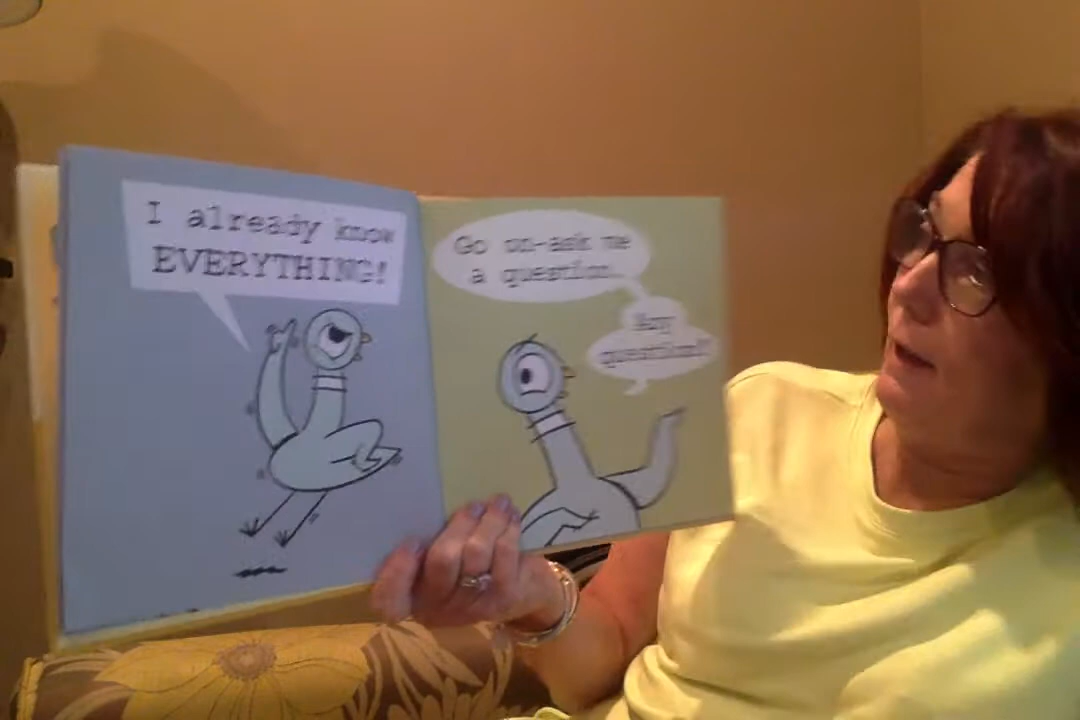 I already know
EVERYTHING!
Go on-ask me
a question.
Any
question!